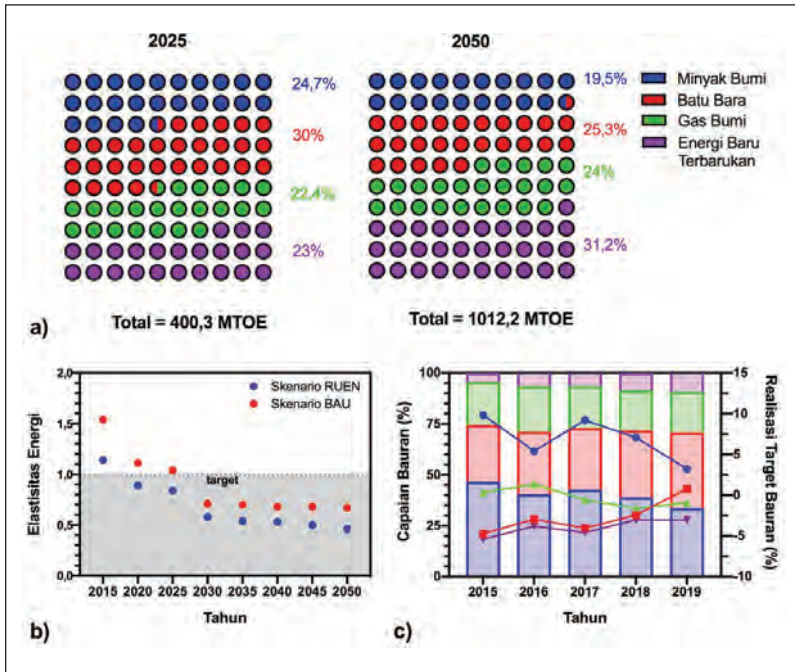 2025
2050
24,7%
30%
22,4%
23%
19,5%
25,3%
24%
31,2%
Minyak Bumi
Batu Bara
Gas Bumi
Energi Baru
Terbarukan
a)
Total = 400,3 MTOE
Total = 1012,2 MTOE
Elastisitas Energi
2,0
1,5
1,0
0,5
0,0
Skenario RUEN
Skenario BAU
target
2015 2020 2025 2030 2035 2040 2045 2050
Tahun
b)
Capaian Bauran (%)
100
75
50
25
0
15
10
5
0
-5
-10
Realisasi Target Bauran (%)
2015 2016 2017 2018 2019
Tahun
c)